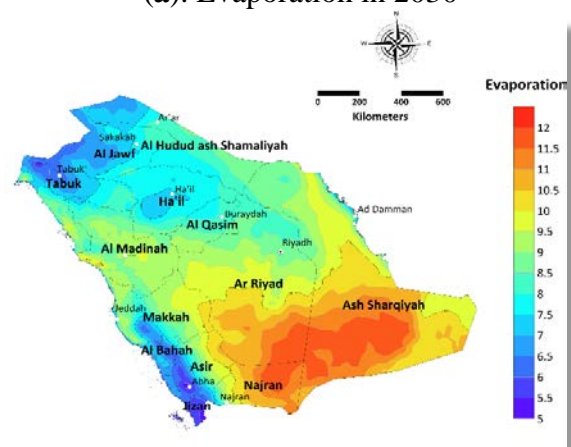 (a). Evaporation in 2050
N
W
E
S
0 200 400 600
Kilometers
Evaporation
12
11.5
11
10.5
10
9.5
9
8.5
8
7.5
7
6.5
6
5.5
5
Ar'ar
Sakakah
Al Jawf
Al Hudud ash Shamaliyah
Tabuk
Tabuk
Ha'il
Ha'il
Buraydah
Al Qasim
Ad Damman
Al Madinah
Riyadh
Ar Riyad
Ash Sharqiyah
Jeddah
Makkah
Al Bahah
Asir
Abha
Najran
Najran
Jizan